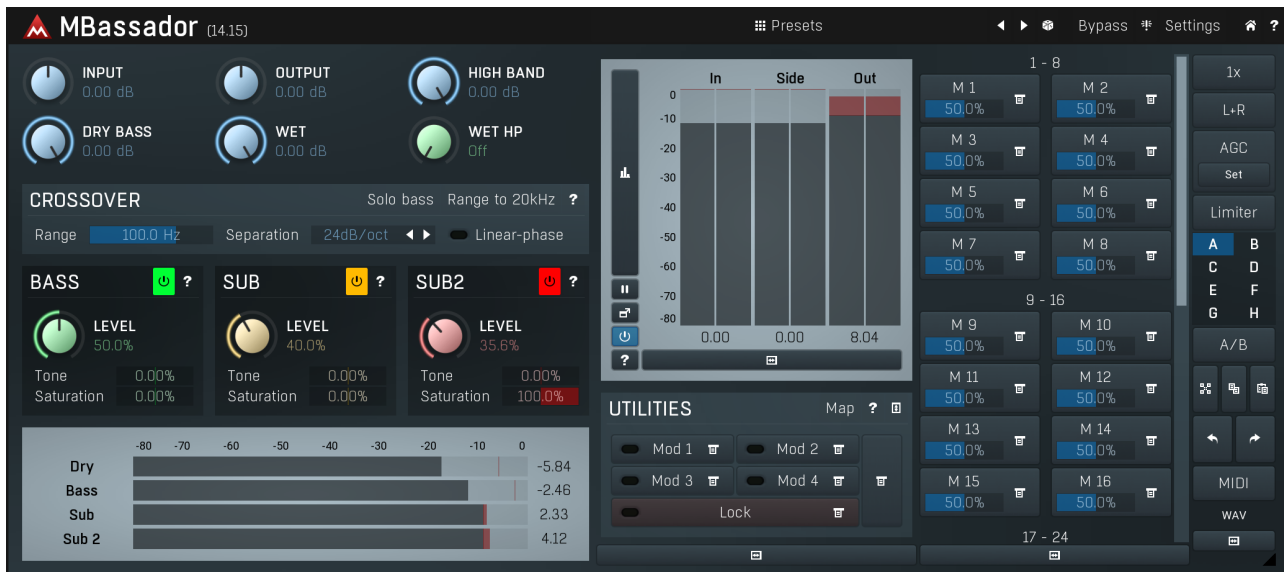 MBassador (14.15)
Presets
Bypass Settings ?
INPUT
0.00 dB
OUTPUT
0.00 dB
HIGH BAND
0.00 dB
DRY BASS
0.00 dB
WET
0.00 dB
WET HP
Off
CROSSOVER Solo bass Range to 20kHz ?
Range 100.0 Hz Separation 24dB/oct Linear-phase
BASS ?
LEVEL
50.0%
Tone 0.00%
Saturation 0.00%
SUB ?
LEVEL
40.0%
Tone 0.00%
Saturation 0.00%
SUB2 ?
LEVEL
35.6%
Tone 0.00%
Saturation 100.0%
-80 -70 -60 -50 -40 -30 -20 -10 0
Dry -5.84
Bass -2.46
Sub 2.33
Sub 2 4.12
In Side Out
0
-10
-20
-30
-40
-50
-60
-70
-80
0.00 0.00 8.04
?
UTILITIES Map ?
Mod 1 Mod 2
Mod 3 Mod 4
Lock
1 - 8
M 1 M 2
50.0% 50.0%
M 3 M 4
50.0% 50.0%
M 5 M 6
50.0% 50.0%
M 7 M 8
50.0% 50.0%
9 - 16
M 9 M 10
50.0% 50.0%
M 11 M 12
50.0% 50.0%
M 13 M 14
50.0% 50.0%
M 15 M 16
50.0% 50.0%
17 - 24
1x
L+R
AGC
Set
Limiter
A B
C D
E F
G H
A/B
MIDI
WAV